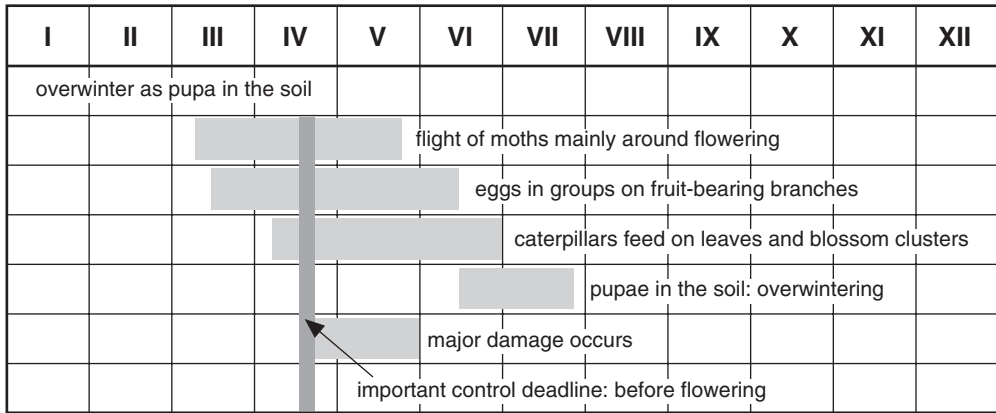 I II III IV V VI VII VIII IX X XI XII
overwinter as pupa in the soil
flight of moths mainly around flowering
eggs in groups on fruit-bearing branches
caterpillars feed on leaves and blossom clusters
pupae in the soil: overwintering
major damage occurs
important control deadline: before flowering